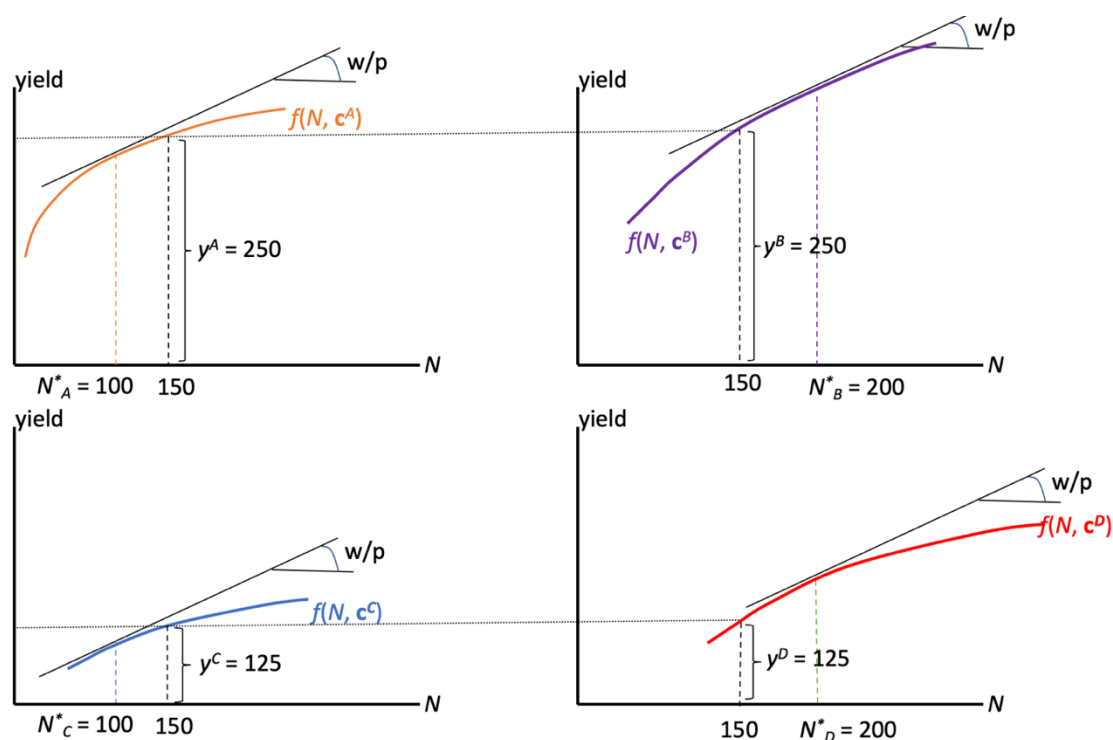 yield
w/p
f(N, c^A)
y^A = 250
N
N*_A = 100
150
yield
w/p
f(N, c^B)
y^B = 250
N
150
N*_B = 200
yield
w/p
f(N, c^C)
y^C = 125
N
N*_C = 100
150
yield
w/p
f(N, c^D)
y^D = 125
N
150
N*_D = 200